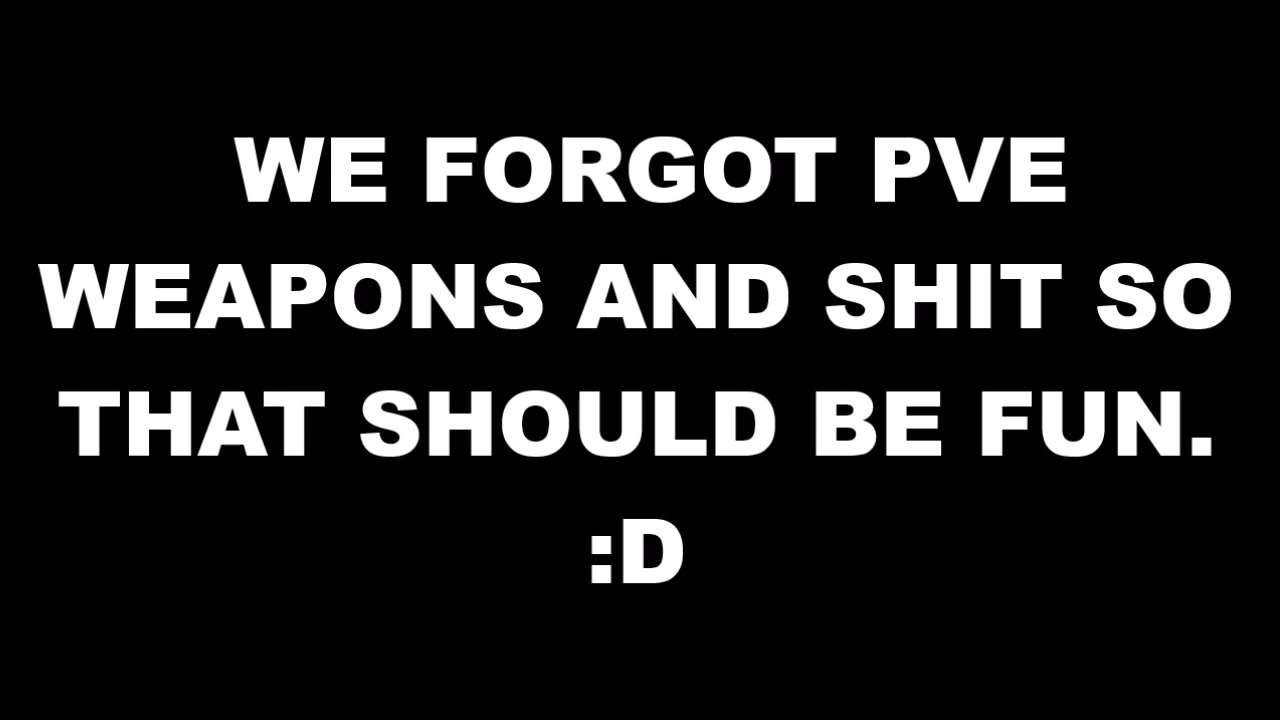 WE FORGOT PVE
WEAPONS AND SHIT SO
THAT SHOULD BE FUN.
:D